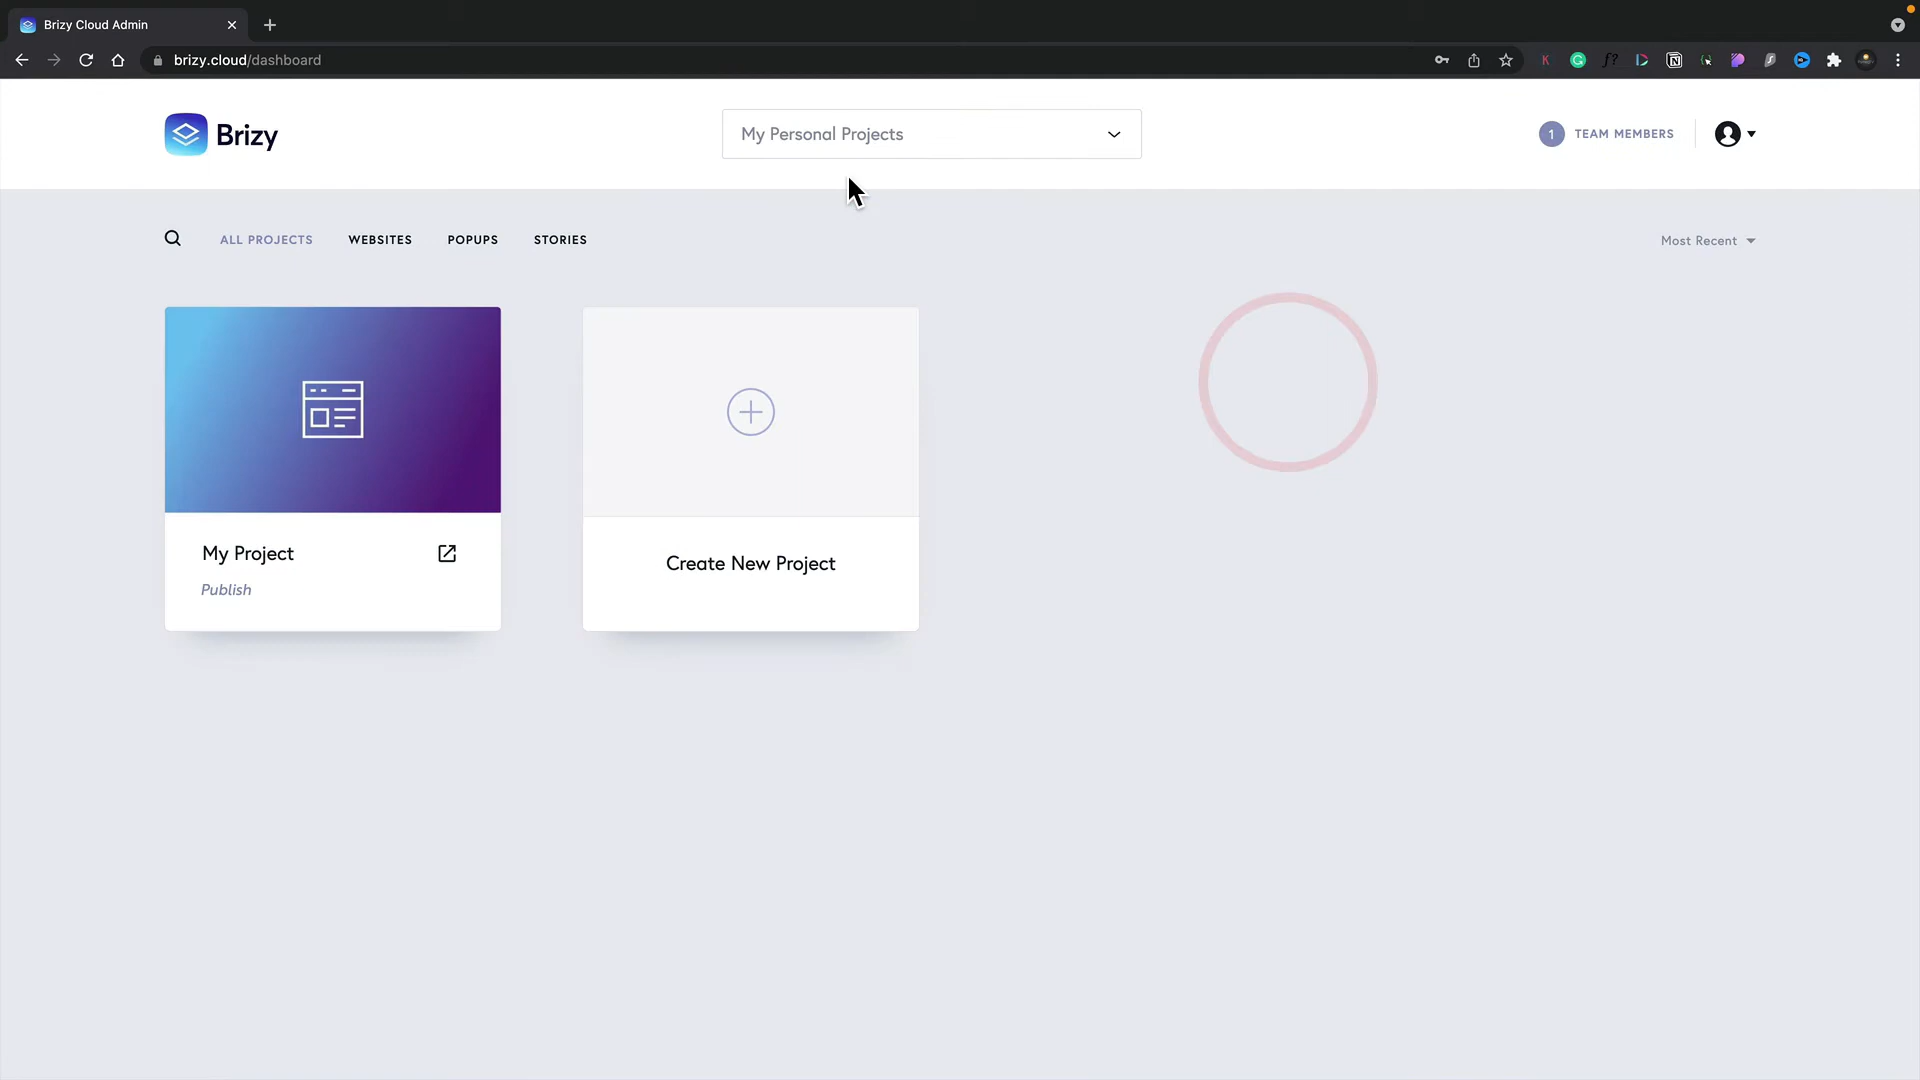 Brizy Cloud Admin
brizy.cloud/dashboard
Brizy
My Personal Projects
1 TEAM MEMBERS
ALL PROJECTS WEBSITES POPUPS STORIES
Most Recent
My Project
Publish
Create New Project